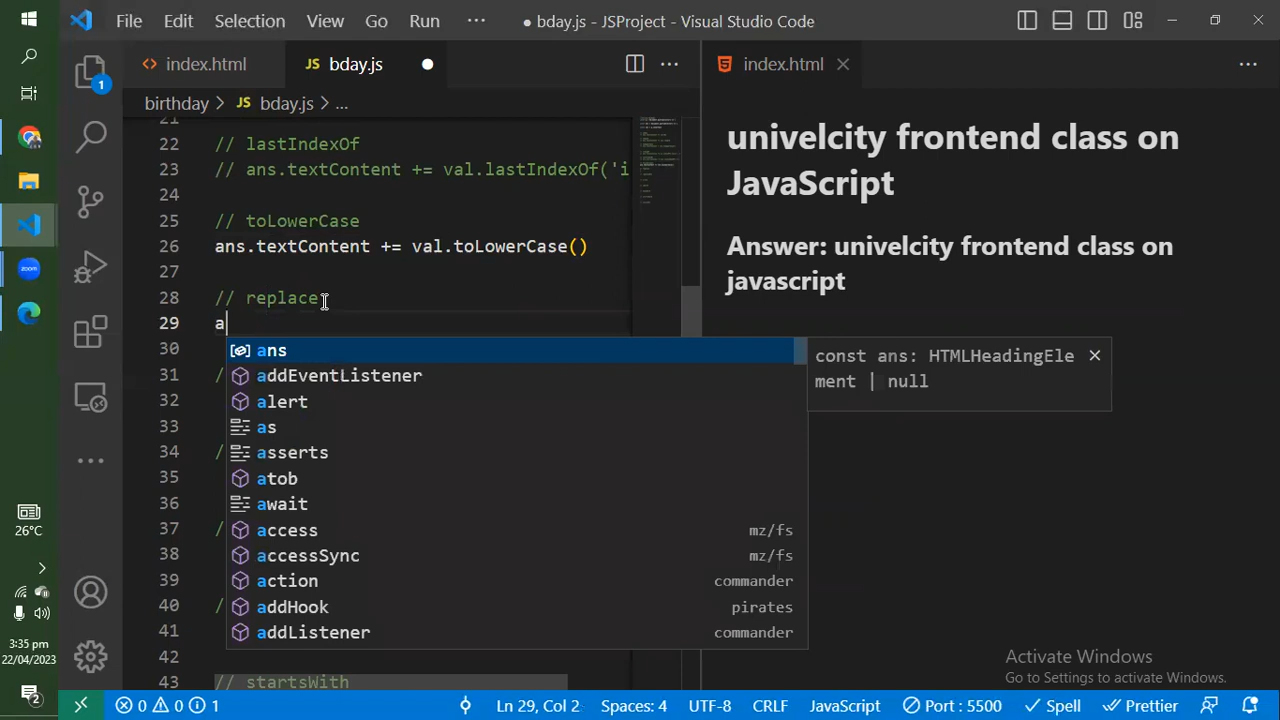 File Edit Selection View Go Run ··· ● bday.js - JSProject - Visual Studio Code
<> index.html JS bday.js ● ···
birthday > JS bday.js > ...
21
22 // lastIndexOf
23 // ans.textContent += val.lastIndexOf('i
24
25 // toLowerCase
26 ans.textContent += val.toLowerCase()
27
28 // replace
29 a
30 ans
31 / addEventListener
32 alert
33 as
34 / asserts
35 atob
36 await
37 / access mz/fs
38 accessSync mz/fs
39 action commander
40 / addHook pirates
41 addListener commander
42
43 // startsWith
const ans: HTMLHeadingEle
ment | null
index.html ···
univelcity frontend class on
JavaScript
Answer: univelcity frontend class on
javascript
Activate Windows
Go to Settings to activate Windows.
1
26°C
3:35 pm
22/04/2023
2
0 0 1 Ln 29, Col 2 Spaces: 4 UTF-8 CRLF JavaScript Port : 5500 Spell Prettier
zoom